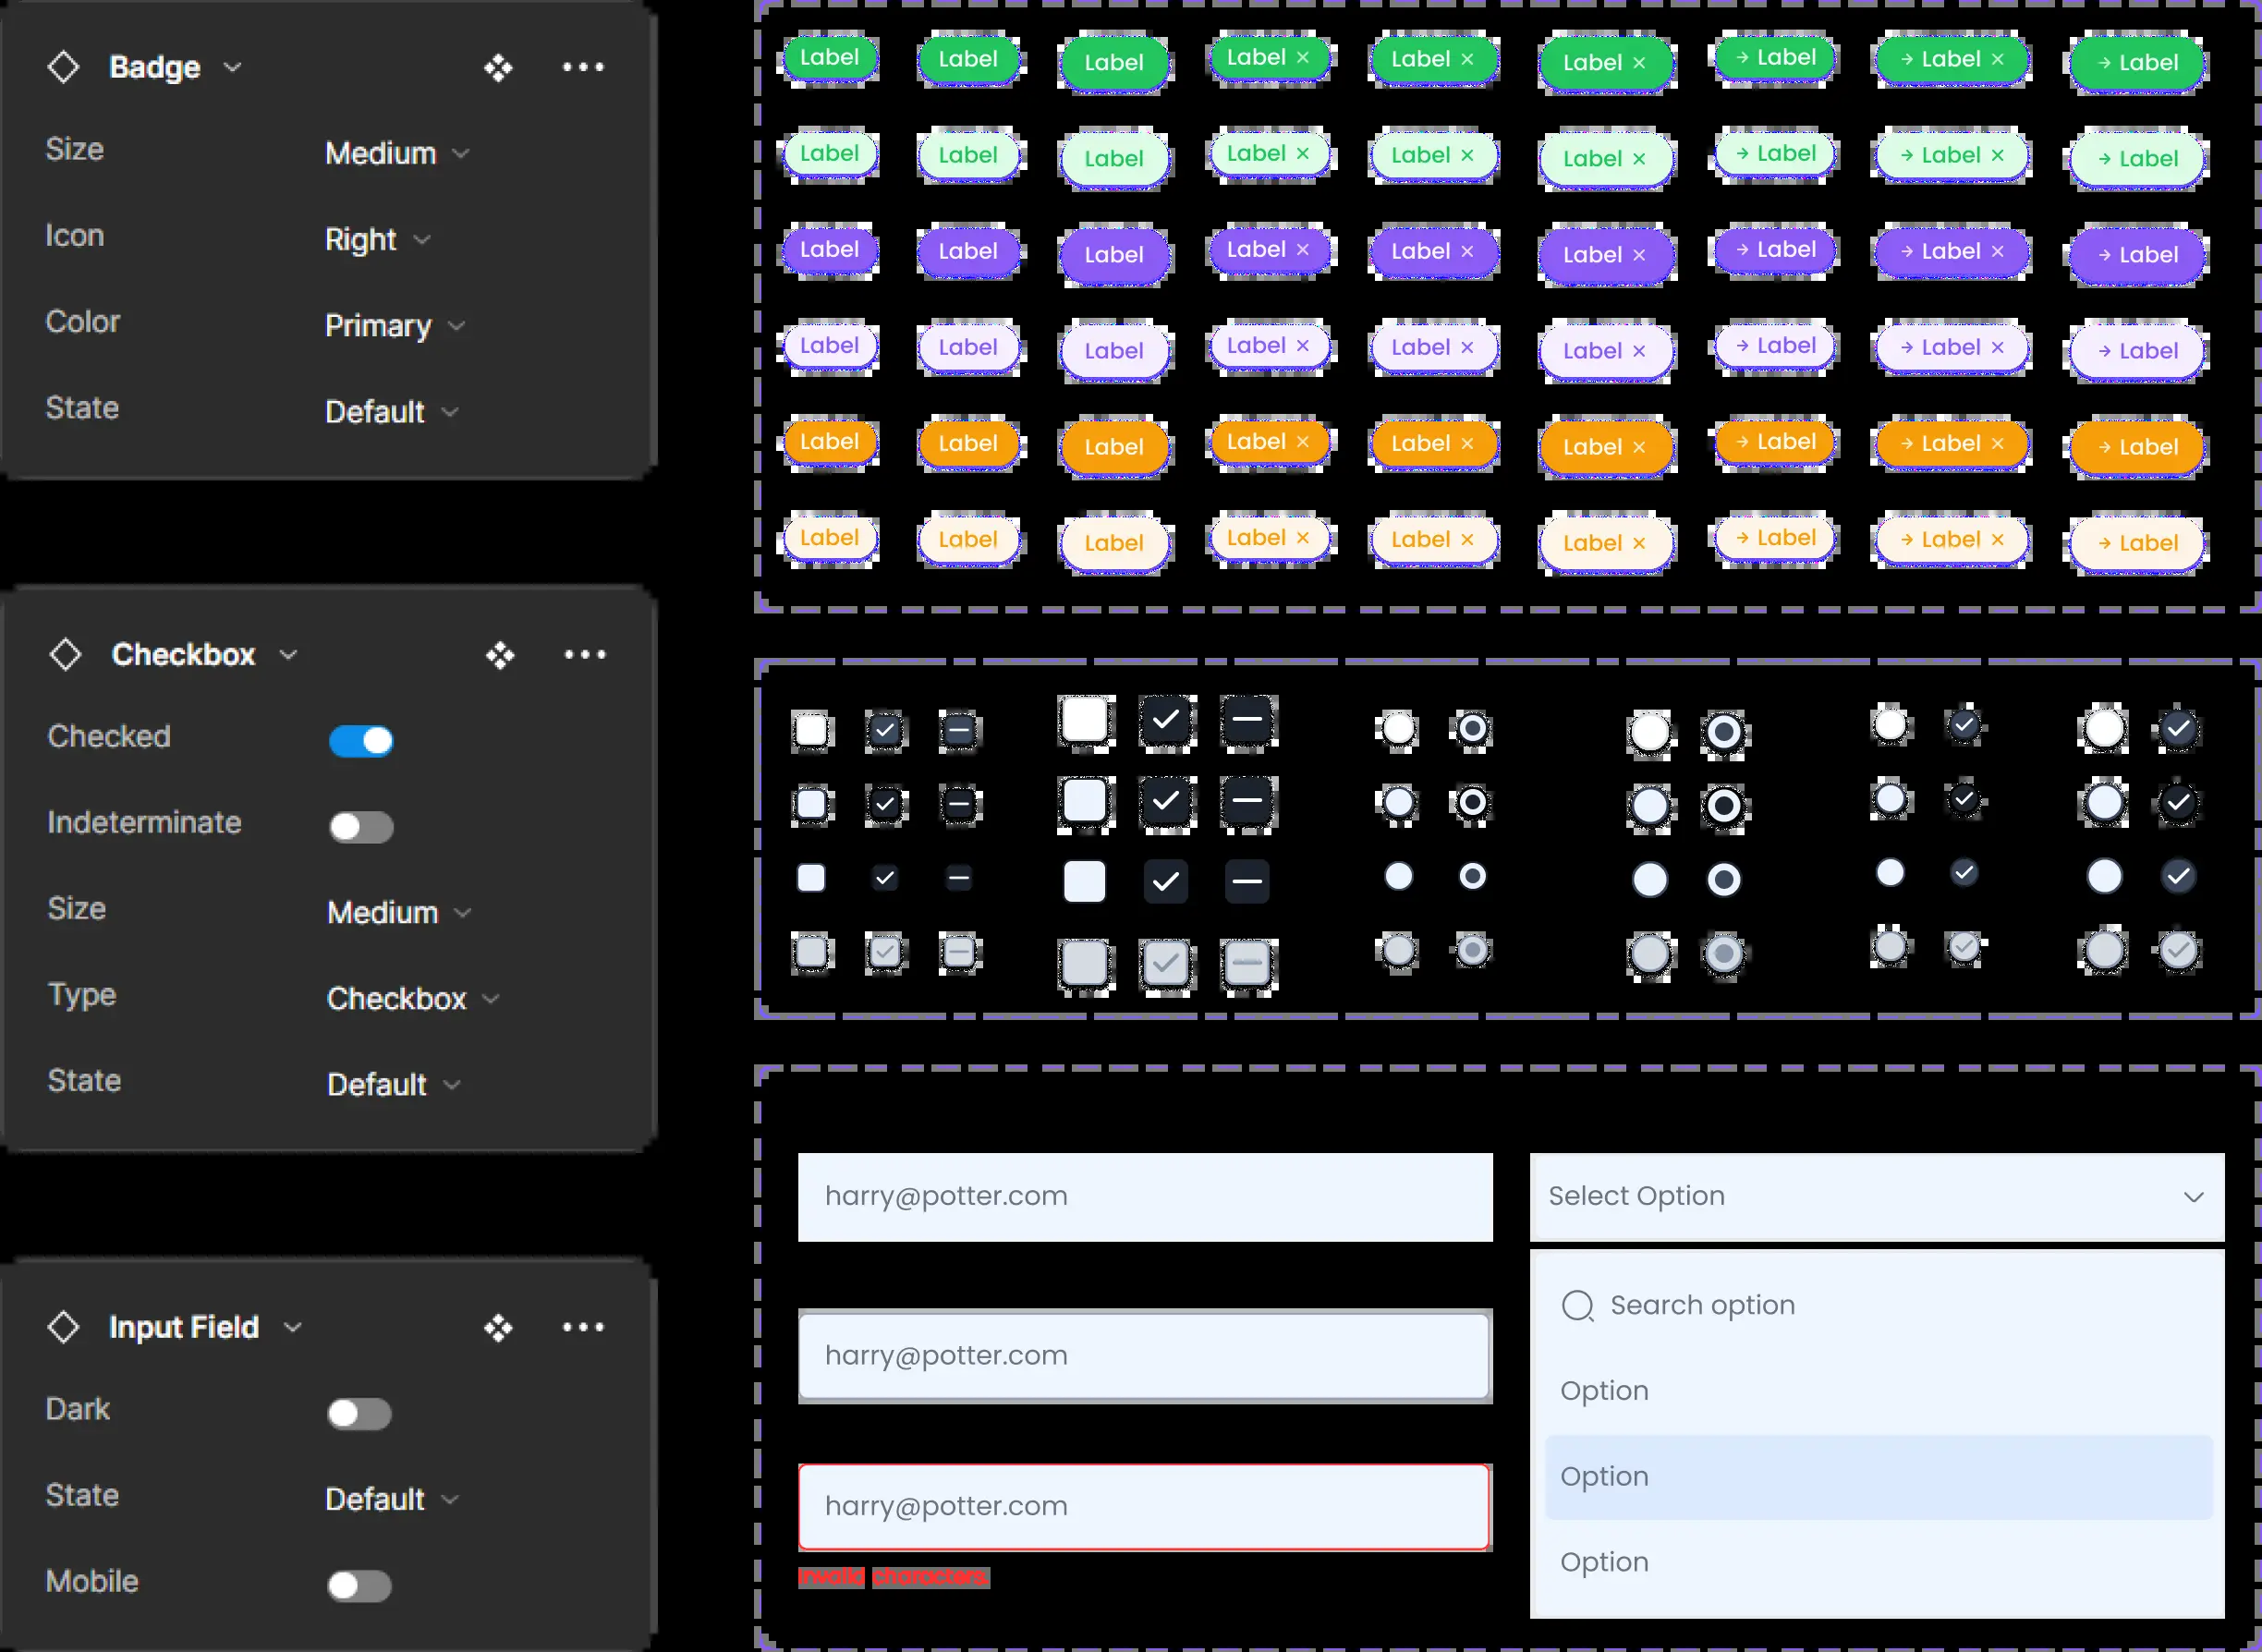 Badge
Size Medium
Icon Right
Color Primary
State Default
Label Label Label Label × Label × Label × → Label → Label × → Label
Label Label Label Label × Label × Label × → Label → Label × → Label
Label Label Label Label × Label × Label × → Label → Label × → Label
Label Label Label Label × Label × Label × → Label → Label × → Label
Label Label Label Label × Label × Label × → Label → Label × → Label
Label Label Label Label × Label × Label × → Label → Label × → Label
Checkbox
Checked
Indeterminate
Size Medium
Type Checkbox
State Default
Input Field
Dark
State Default
Mobile
harry@potter.com
harry@potter.com
harry@potter.com
Invalid characters.
Select Option
Search option
Option
Option
Option